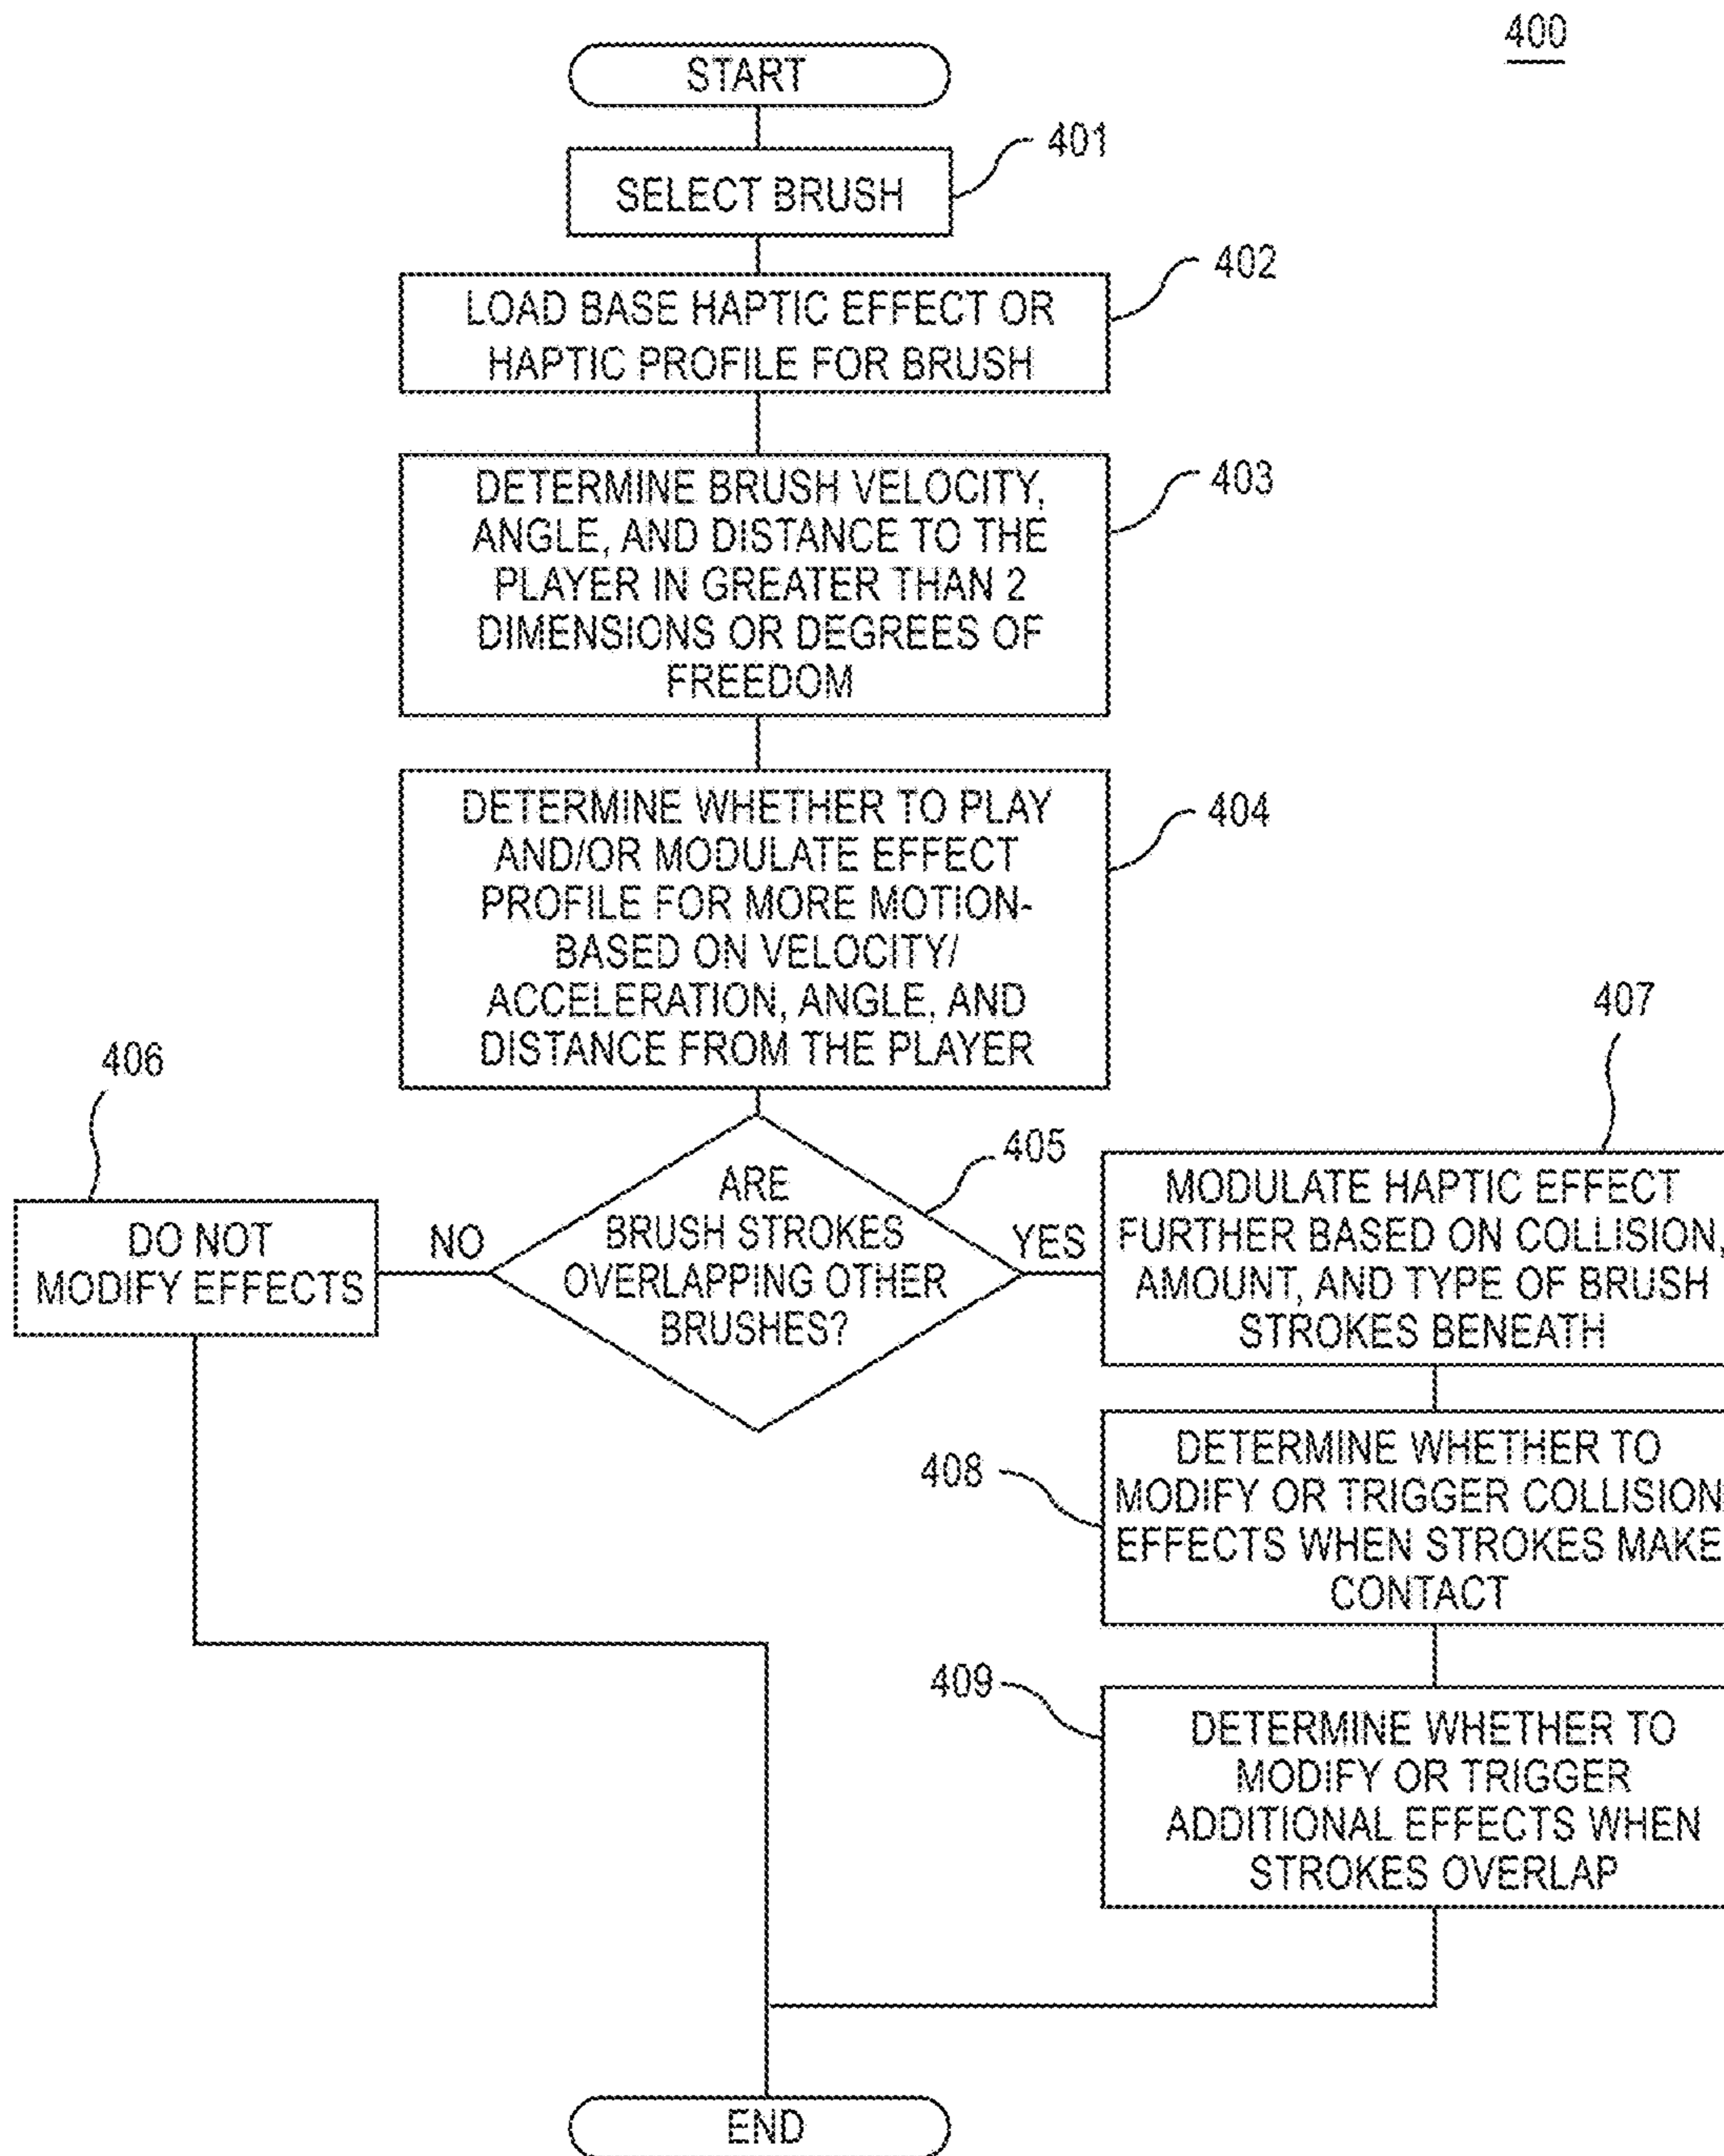 400
START
401
SELECT BRUSH
402
LOAD BASE HAPTIC EFFECT OR
HAPTIC PROFILE FOR BRUSH
403
DETERMINE BRUSH VELOCITY,
ANGLE, AND DISTANCE TO THE
PLAYER IN GREATER THAN 2
DIMENSIONS OR DEGREES OF
FREEDOM
404
DETERMINE WHETHER TO PLAY
AND/OR MODULATE EFFECT
PROFILE FOR MORE MOTION-
BASED ON VELOCITY/
ACCELERATION, ANGLE, AND
DISTANCE FROM THE PLAYER
405
ARE
BRUSH STROKES
OVERLAPPING OTHER
BRUSHES?
NO
YES
406
DO NOT
MODIFY EFFECTS
407
MODULATE HAPTIC EFFECT
FURTHER BASED ON COLLISION,
AMOUNT, AND TYPE OF BRUSH
STROKES BENEATH
408
DETERMINE WHETHER TO
MODIFY OR TRIGGER COLLISION
EFFECTS WHEN STROKES MAKE
CONTACT
409
DETERMINE WHETHER TO
MODIFY OR TRIGGER
ADDITIONAL EFFECTS WHEN
STROKES OVERLAP
END